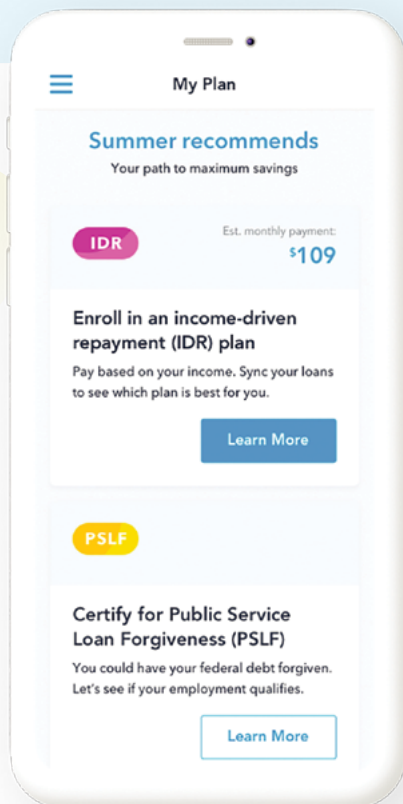 My Plan
Summer recommends
Your path to maximum savings
IDR
Est. monthly payment:
$109
Enroll in an income-driven
repayment (IDR) plan
Pay based on your income. Sync your loans
to see which plan is best for you.
Learn More
PSLF
Certify for Public Service
Loan Forgiveness (PSLF)
You could have your federal debt forgiven.
Let's see if your employment qualifies.
Learn More